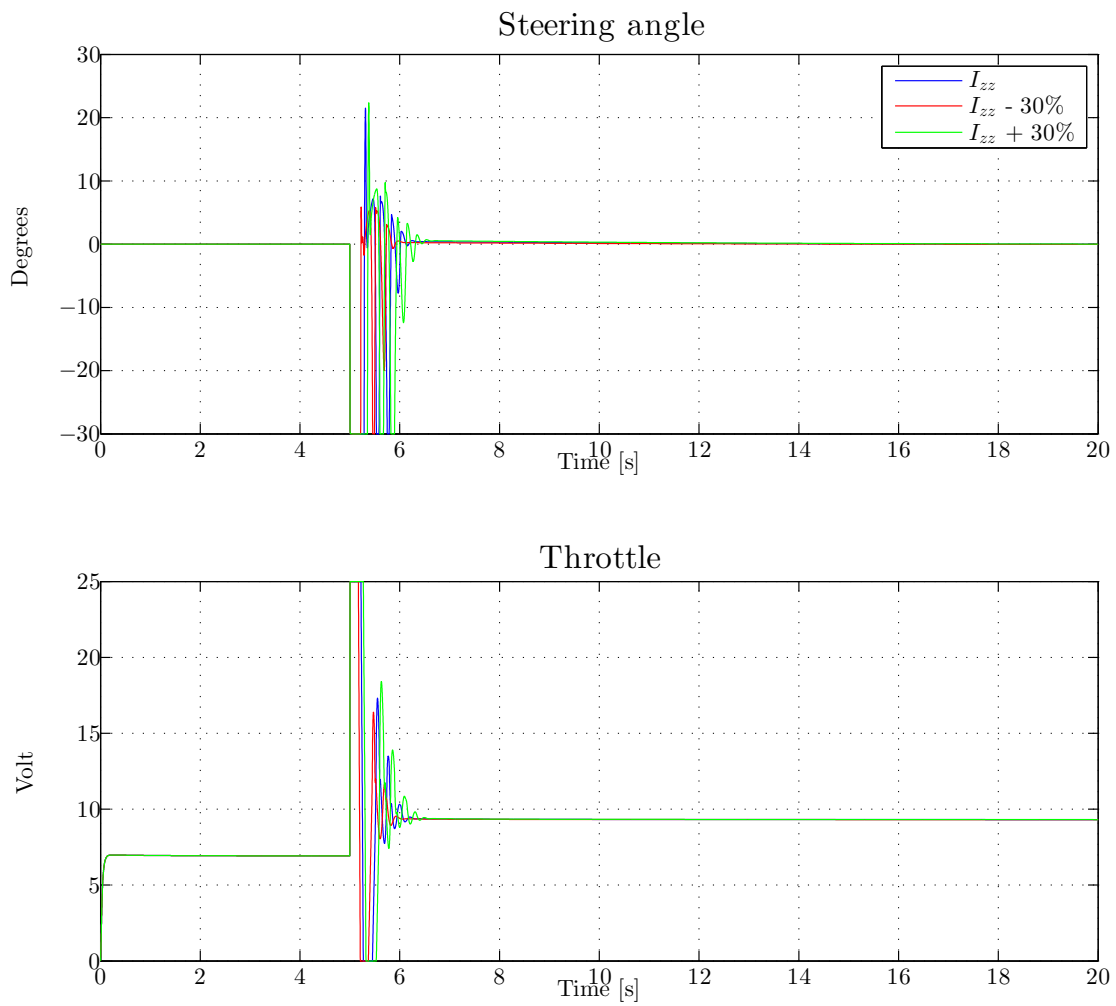 Steering angle
30
20
10
0
−10
−20
−30
Degrees
I_zz
I_zz - 30%
I_zz + 30%
0 2 4 6 8 10 12 14 16 18 20
Time [s]
Throttle
25
20
15
10
5
0
Volt
0 2 4 6 8 10 12 14 16 18 20
Time [s]